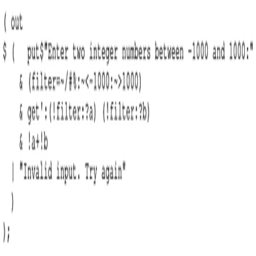 ( out
$ (  put$"Enter two integer numbers between -1000 and 1000:"
  & (filter=~/#%:~<-1000:~>1000)
  & get':(!filter:?a) (!filter:?b)
  & !a+!b
 | "Invalid input. Try again"
 )
);